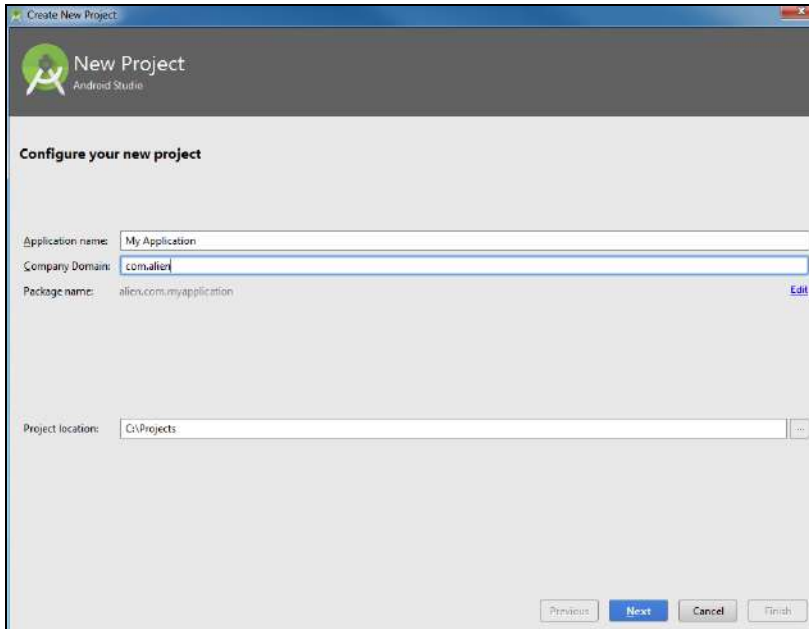 Create New Project
New Project
Android Studio
Configure your new project
Application name: My Application
Company Domain: com.alien
Package name: alien.com.myapplication Edit
Project location: C:\Projects ...
Previous Next Cancel Finish